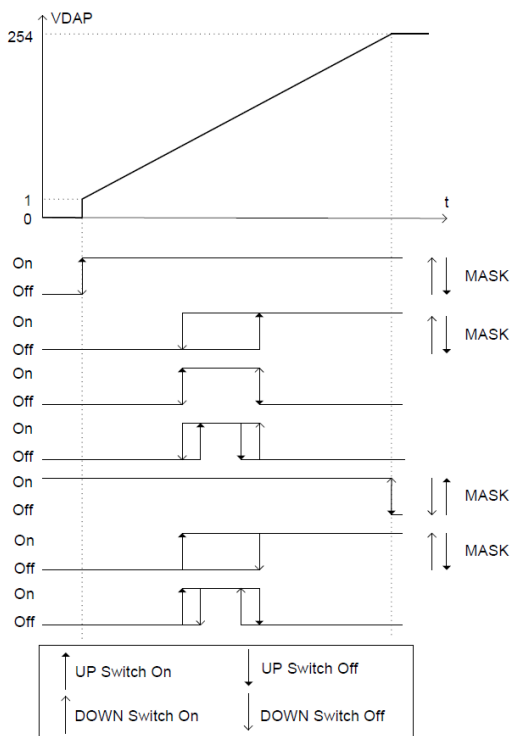 VDAP
254
1
0
t
On
Off
MASK
On
Off
MASK
On
Off
On
Off
On
Off
MASK
On
Off
MASK
On
Off
UP Switch On
UP Switch Off
DOWN Switch On
DOWN Switch Off